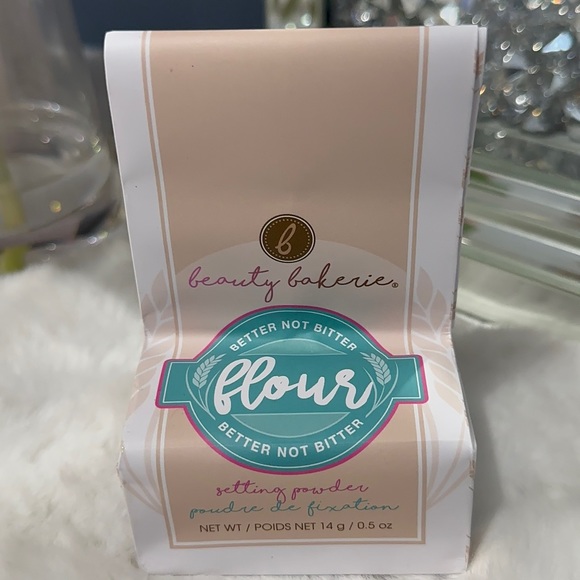 b
beauty bakerie®
BETTER NOT BITTER
flour
BETTER NOT BITTER
setting powder
poudre de fixation
NET WT / POIDS NET 14 g / 0.5 oz